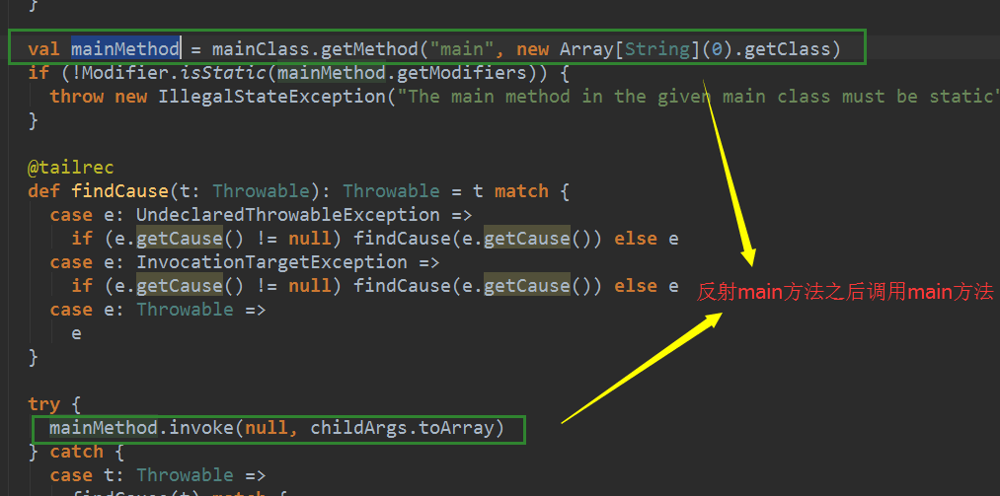 }
val mainMethod = mainClass.getMethod("main", new Array[String](0).getClass)
if (!Modifier.isStatic(mainMethod.getModifiers)) {
throw new IllegalStateException("The main method in the given main class must be static"
}
@tailrec
def findCause(t: Throwable): Throwable = t match {
case e: UndeclaredThrowableException =>
if (e.getCause() != null) findCause(e.getCause()) else e
case e: InvocationTargetException =>
if (e.getCause() != null) findCause(e.getCause()) else e
反射main方法之后调用main方法
case e: Throwable =>
e
}
try {
mainMethod.invoke(null, childArgs.toArray)
} catch {
case t: Throwable =>
findCause(t) match {